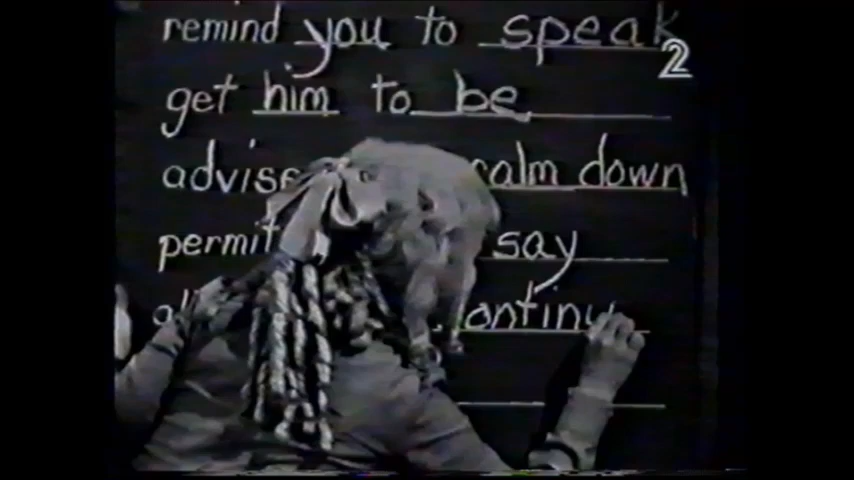 remind you to speak
2
get him to be
advise calm down
permit say